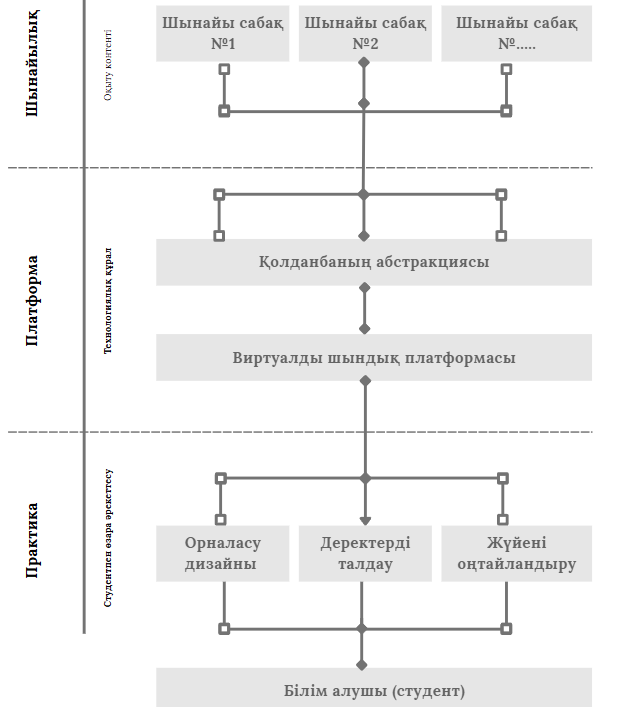 Шынайылық
Оқыту контенті
Шынайы сабақ
№1
Шынайы сабақ
№2
Шынайы сабақ
№.....
Платформа
Технологиялық құрал
Қолданбаның абстракциясы
Виртуалды шындық платформасы
Практика
Студентпен өзара әрекеттесу
Орналасу
дизайны
Деректерді
талдау
Жүйені
оңтайландыру
Білім алушы (студент)